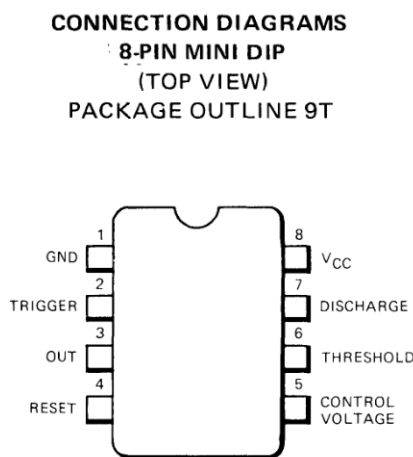 CONNECTION DIAGRAMS
8-PIN MINI DIP
(TOP VIEW)
PACKAGE OUTLINE 9T
1
GND
2
TRIGGER
3
OUT
4
RESET
8
VCC
7
DISCHARGE
6
THRESHOLD
5
CONTROL
VOLTAGE